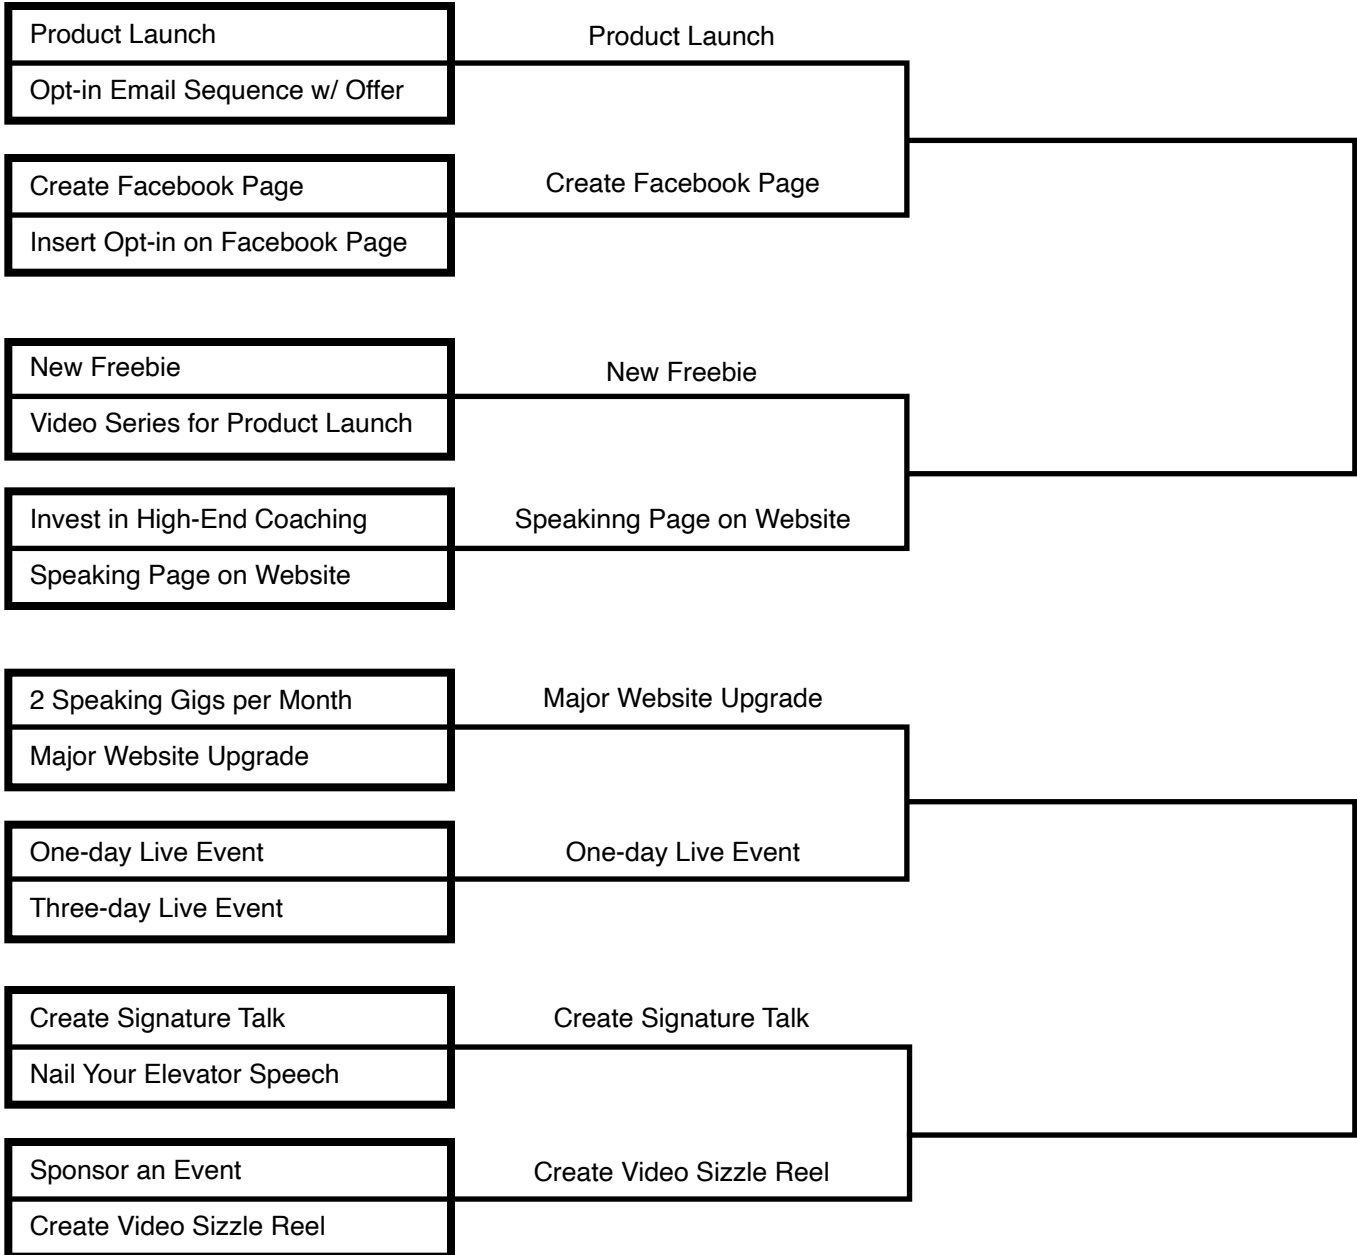 Product Launch
Opt-in Email Sequence w/ Offer
Create Facebook Page
Insert Opt-in on Facebook Page
New Freebie
Video Series for Product Launch
Invest in High-End Coaching
Speaking Page on Website
2 Speaking Gigs per Month
Major Website Upgrade
One-day Live Event
Three-day Live Event
Create Signature Talk
Nail Your Elevator Speech
Sponsor an Event
Create Video Sizzle Reel
Product Launch
Create Facebook Page
New Freebie
Speakinng Page on Website
Major Website Upgrade
One-day Live Event
Create Signature Talk
Create Video Sizzle Reel